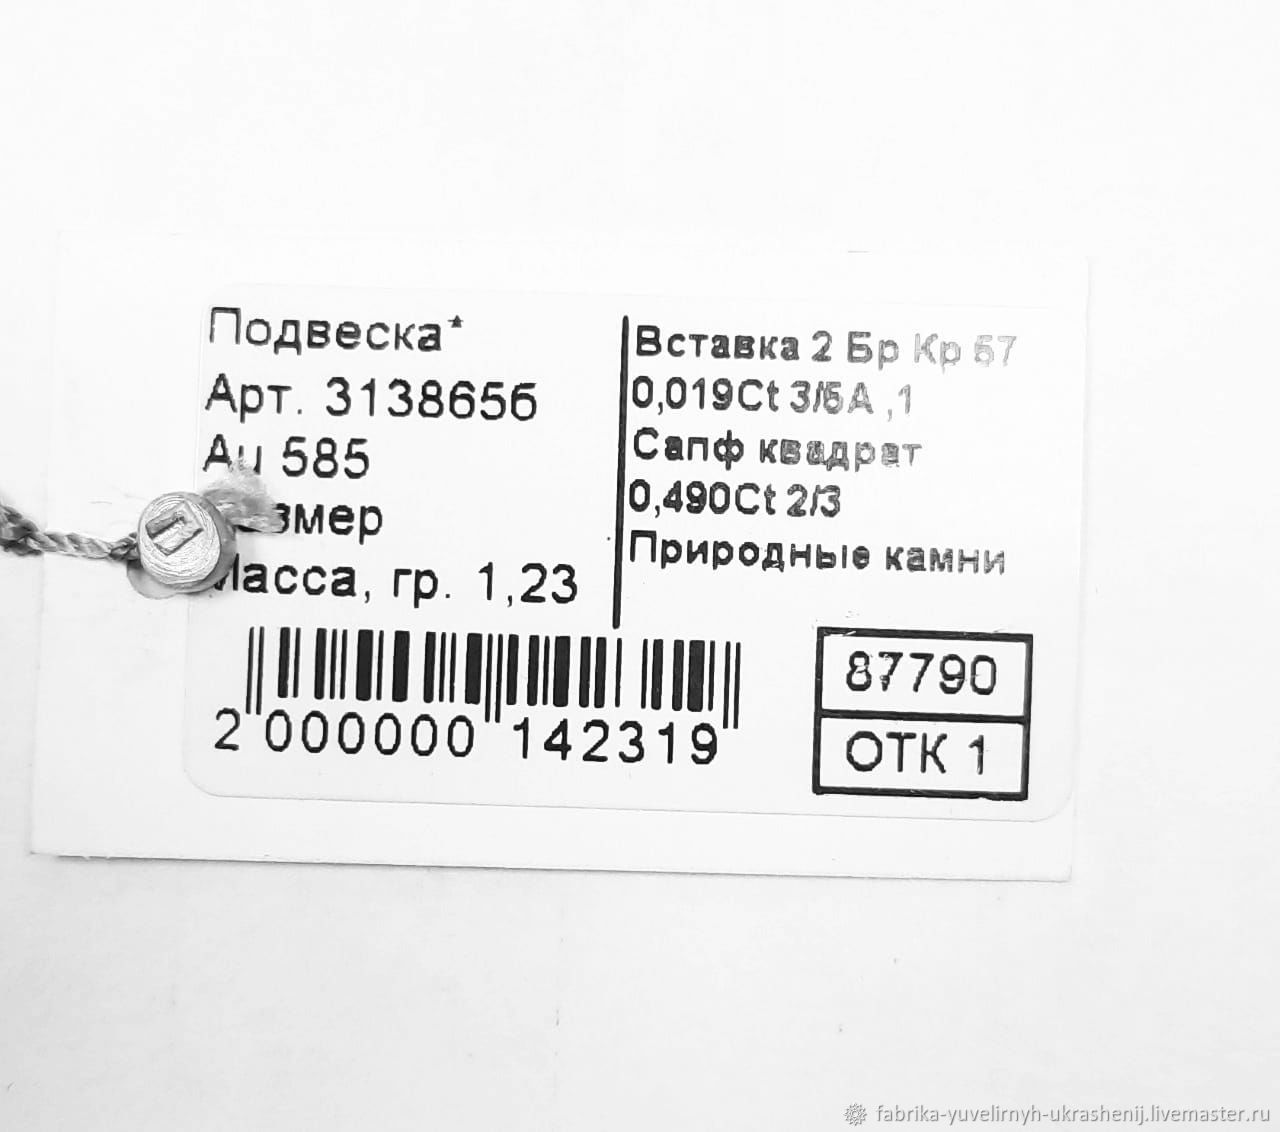 Подвеска*
Арт. 3138656
Au 585
Масса, гр. 1,23
Вставка 2 Бр Кр 57
0,019Ct 3/5А ,1
Сапф квадрат
0,490Ct 2/3
Природные камни
2 000000 142319
87790
ОТК 1
П
fabrika-yuvelirnyh-ukrashenij.livemaster.ru